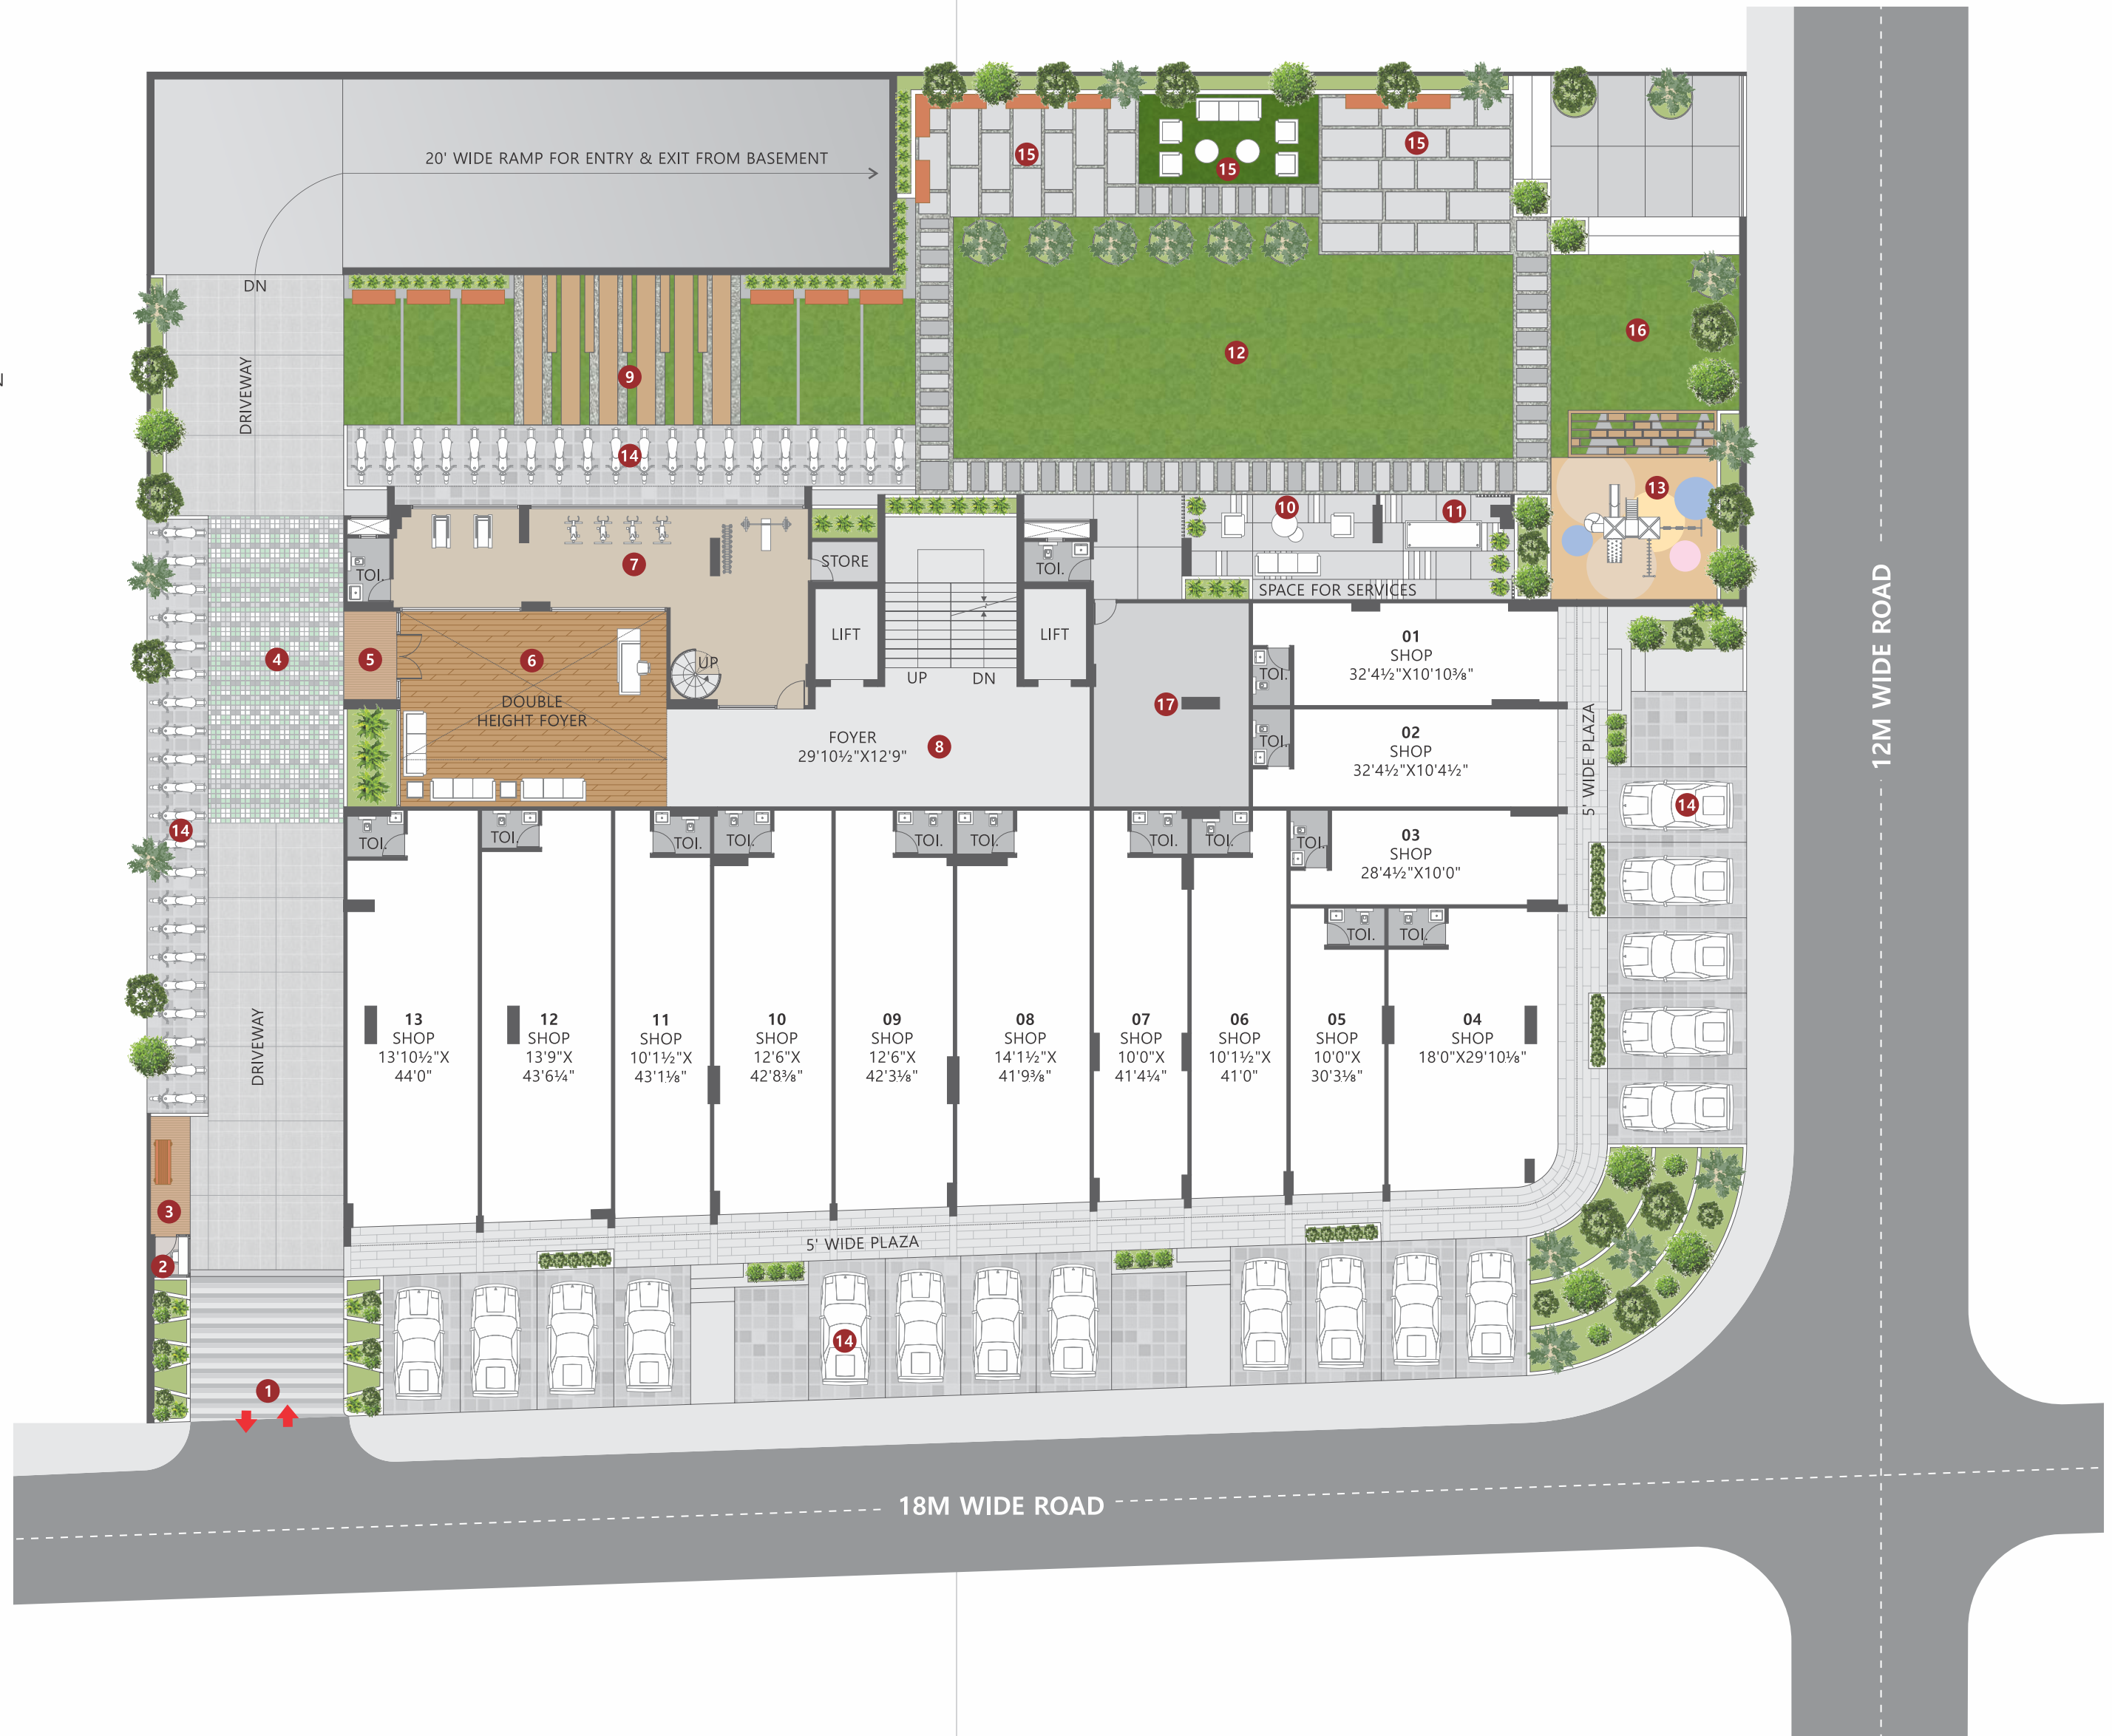 20' WIDE RAMP FOR ENTRY & EXIT FROM BASEMENT
15
15
15
DN
DRIVEWAY
9
12
16
14
10
11
13
7
STORE
TOI.
TOI.
SPACE FOR SERVICES
LIFT
LIFT
UP
UP
DN
4
5
6
DOUBLE
HEIGHT FOYER
FOYER
29'10½"X12'9"
8
17
TOI.
01
SHOP
32'4½"X10'10⅜"
TOI.
02
SHOP
32'4½"X10'4½"
5' WIDE PLAZA
12M WIDE ROAD
14
14
TOI.
TOI.
TOI.
TOI.
TOI.
TOI.
TOI.
TOI.
TOI.
03
SHOP
28'4½"X10'0"
TOI.
TOI.
DRIVEWAY
13
SHOP
13'10½"X
44'0"
12
SHOP
13'9"X
43'6¼"
11
SHOP
10'1½"X
43'1⅛"
10
SHOP
12'6"X
42'8⅜"
09
SHOP
12'6"X
42'3⅛"
08
SHOP
14'1½"X
41'9⅜"
07
SHOP
10'0"X
41'4¼"
06
SHOP
10'1½"X
41'0"
05
SHOP
10'0"X
30'3⅛"
04
SHOP
18'0"X29'10⅛"
3
2
5' WIDE PLAZA
14
1
18M WIDE ROAD